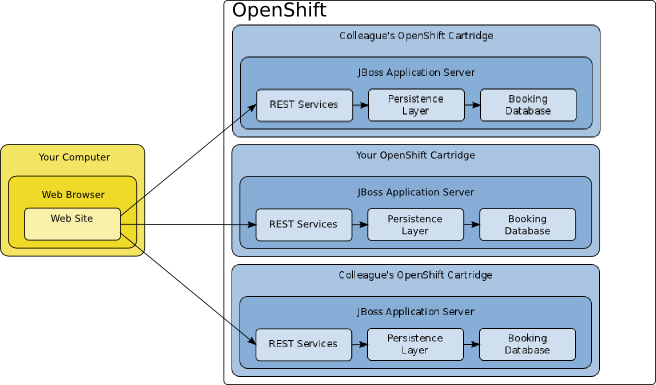 OpenShift
Colleague's OpenShift Cartridge
JBoss Application Server
REST Services
Persistence
Layer
Booking
Database
Your Computer
Web Browser
Web Site
Your OpenShift Cartridge
JBoss Application Server
REST Services
Persistence
Layer
Booking
Database
Colleague's OpenShift Cartridge
JBoss Application Server
REST Services
Persistence
Layer
Booking
Database